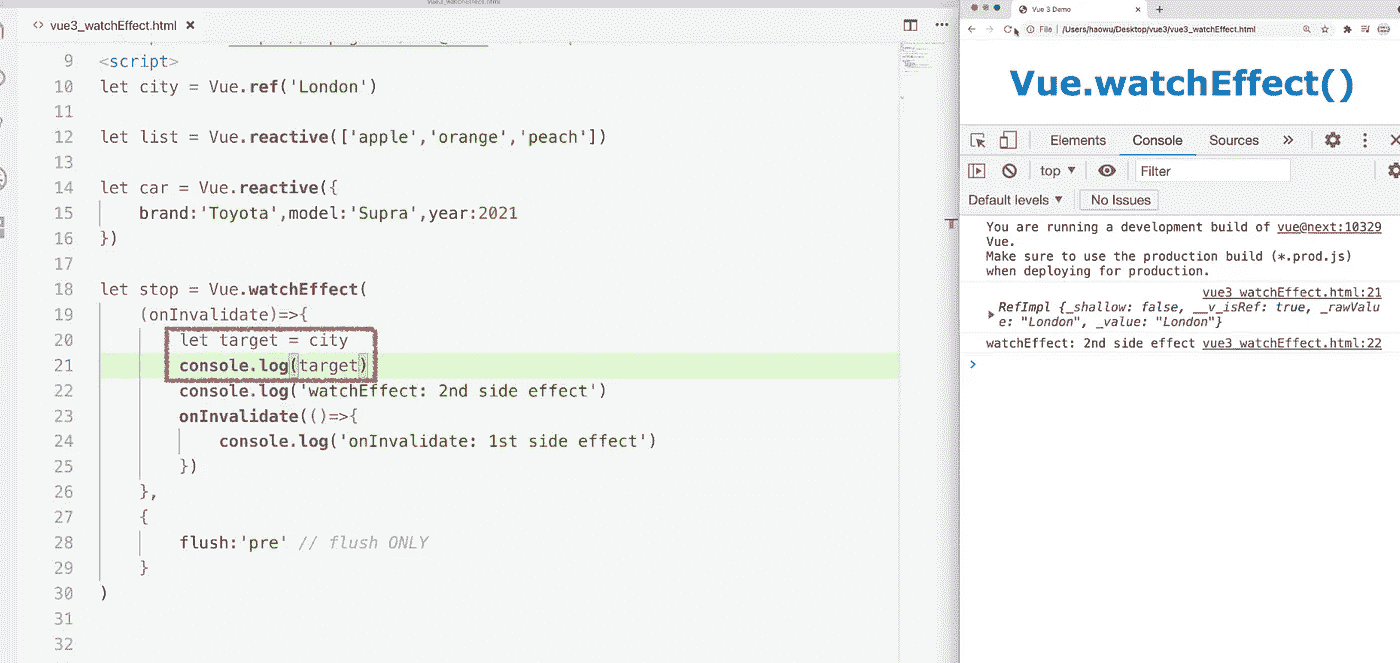 vue3_watchEffect.html
<> vue3_watchEffect.html ×
9 <script>
10 let city = Vue.ref('London')
11
12 let list = Vue.reactive(['apple','orange','peach'])
13
14 let car = Vue.reactive({
15 brand:'Toyota',model:'Supra',year:2021
16 })
17
18 let stop = Vue.watchEffect(
19 (onInvalidate)=>{
20 let target = city
21 console.log(target)
22 console.log('watchEffect: 2nd side effect')
23 onInvalidate(()=>{
24 console.log('onInvalidate: 1st side effect')
25 })
26 },
27 {
28 flush:'pre' // flush ONLY
29 }
30 )
31
32
Vue 3 Demo
File | /Users/haowu/Desktop/vue3/vue3_watchEffect.html
Vue.watchEffect()
Elements Console Sources »
top ▼ Filter
Default levels ▼ No Issues
You are running a development build of vue@next:10329
Vue.
Make sure to use the production build (*.prod.js)
when deploying for production.
vue3_watchEffect.html:21
RefImpl {_shallow: false, __v_isRef: true, _rawValu
e: "London", _value: "London"}
watchEffect: 2nd side effect vue3_watchEffect.html:22
>